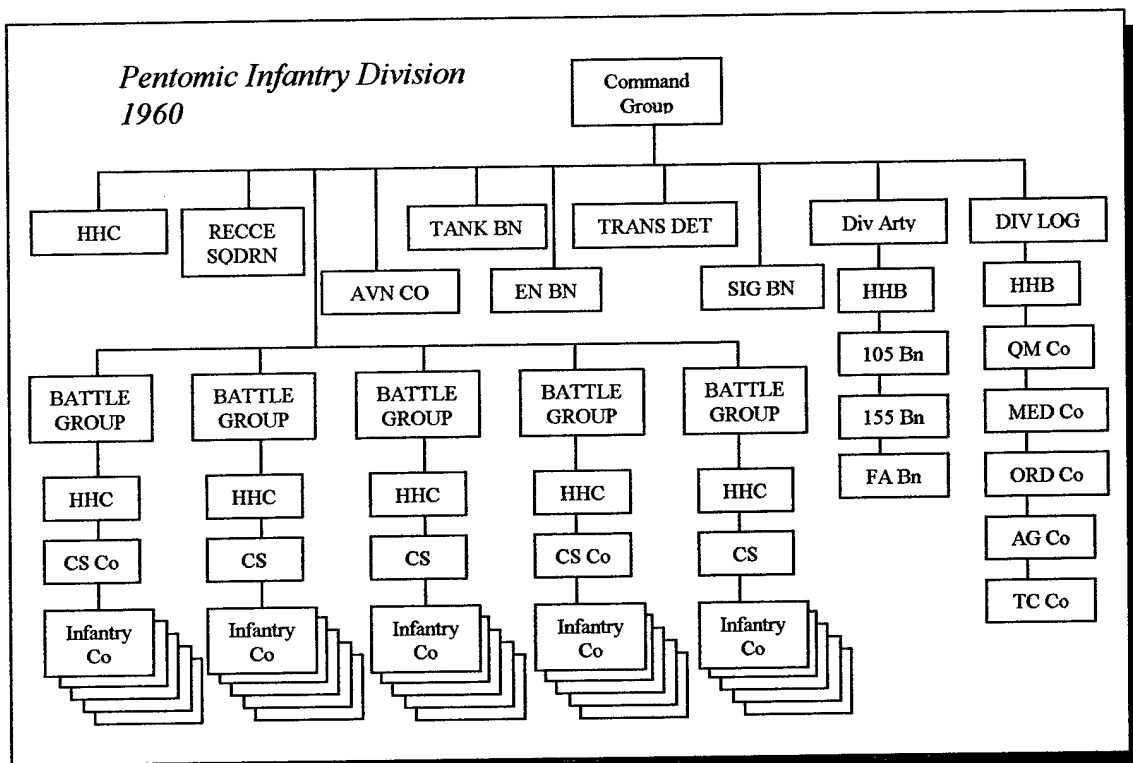 Pentomic Infantry Division
1960
Command
Group
HHC
RECCE
SQDRN
AVN CO
TANK BN
EN BN
TRANS DET
SIG BN
Div Arty
HHB
105 Bn
155 Bn
FA Bn
DIV LOG
HHB
QM Co
MED Co
ORD Co
AG Co
TC Co
BATTLE
GROUP
HHC
CS Co
Infantry
Co
BATTLE
GROUP
HHC
CS
Infantry
Co
BATTLE
GROUP
HHC
CS
Infantry
Co
BATTLE
GROUP
HHC
CS Co
Infantry
Co
BATTLE
GROUP
HHC
CS
Infantry
Co